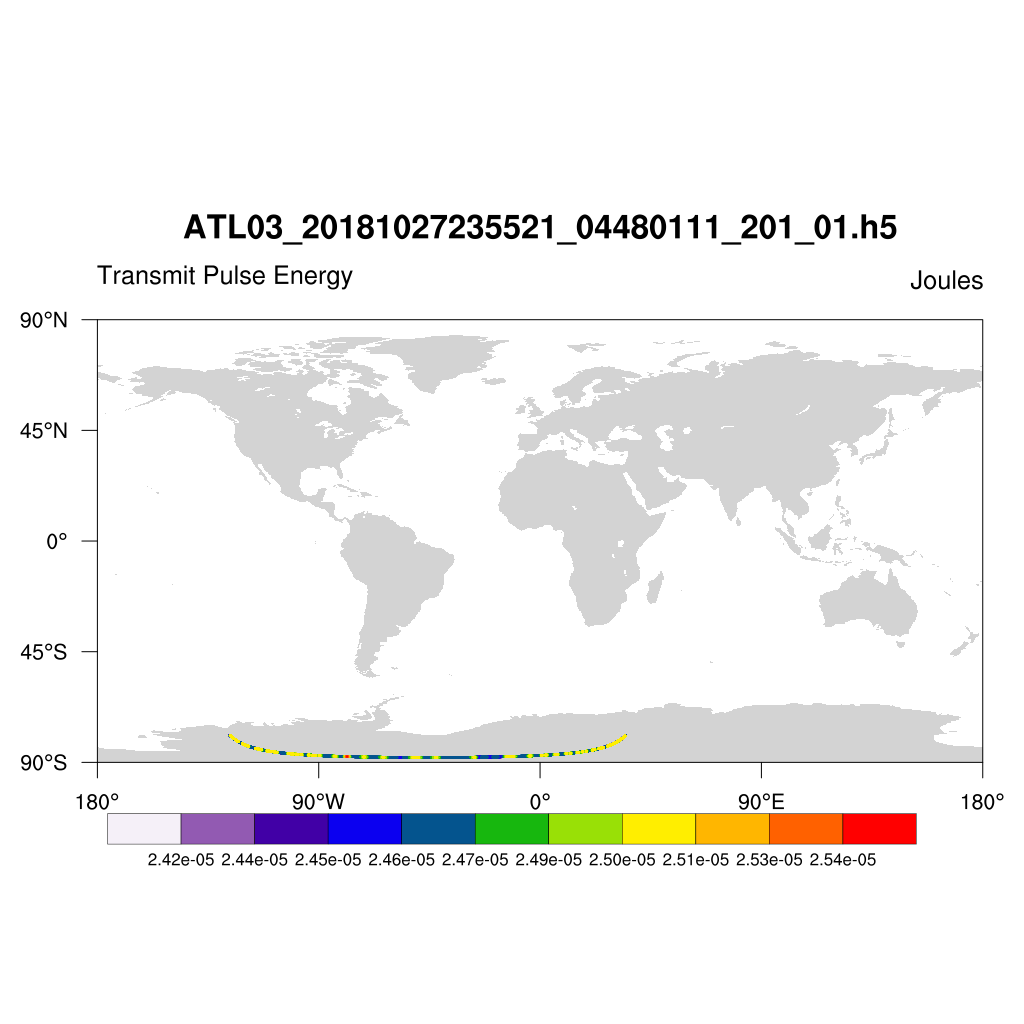 ATL03_20181027235521_04480111_201_01.h5
Transmit Pulse Energy
Joules
90°N
45°N
0°
45°S
90°S
180° 90°W 0° 90°E 180°
2.42e-05 2.44e-05 2.45e-05 2.46e-05 2.47e-05 2.49e-05 2.50e-05 2.51e-05 2.53e-05 2.54e-05